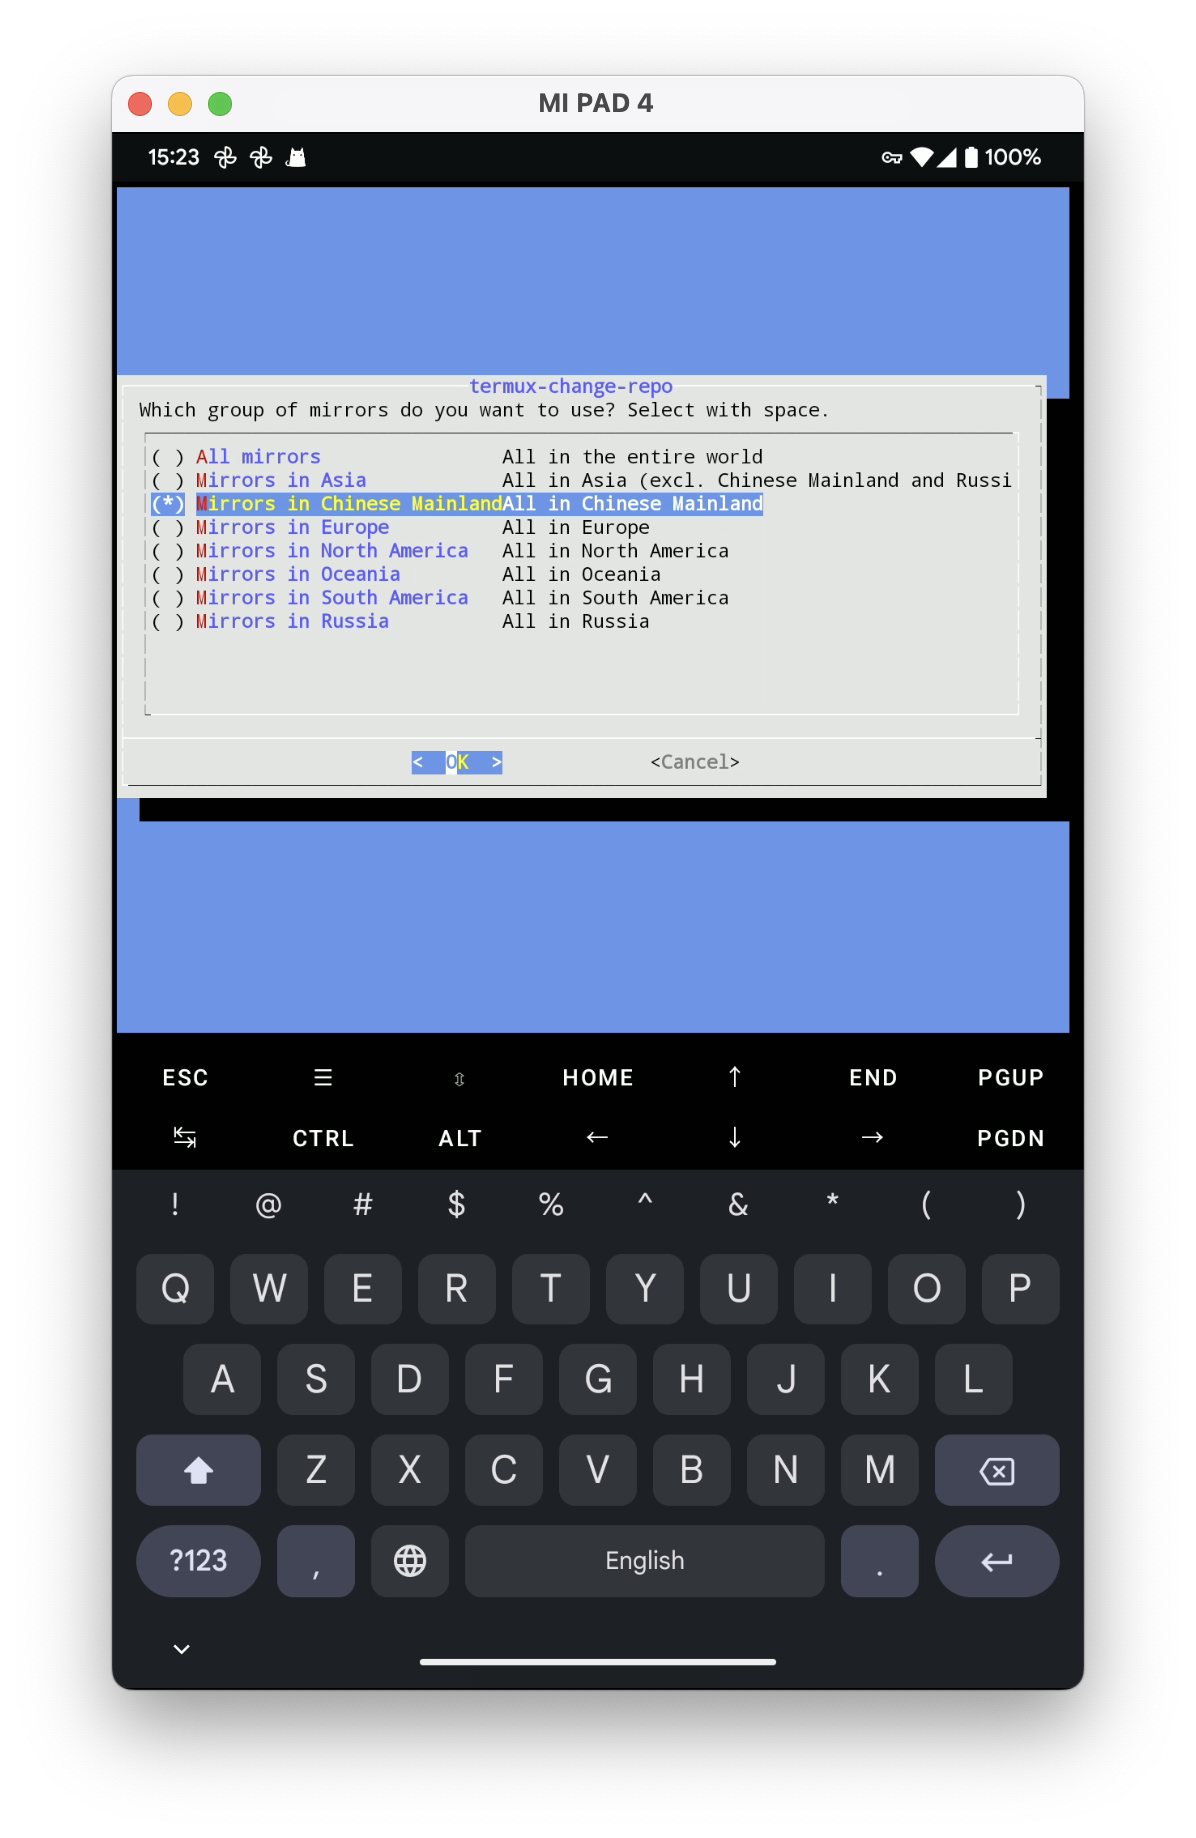 MI PAD 4
15:23 100%
termux-change-repo
Which group of mirrors do you want to use? Select with space.
( ) All mirrors All in the entire world
( ) Mirrors in Asia All in Asia (excl. Chinese Mainland and Russi
(*) Mirrors in Chinese Mainland All in Chinese Mainland
( ) Mirrors in Europe All in Europe
( ) Mirrors in North America All in North America
( ) Mirrors in Oceania All in Oceania
( ) Mirrors in South America All in South America
( ) Mirrors in Russia All in Russia
< OK > <Cancel>
ESC ☰ ⇳ HOME ↑ END PGUP
↹ CTRL ALT ← ↓ → PGDN
! @ # $ % ^ & * ( )
Q W E R T Y U I O P
A S D F G H J K L
Z X C V B N M
?123 , English .